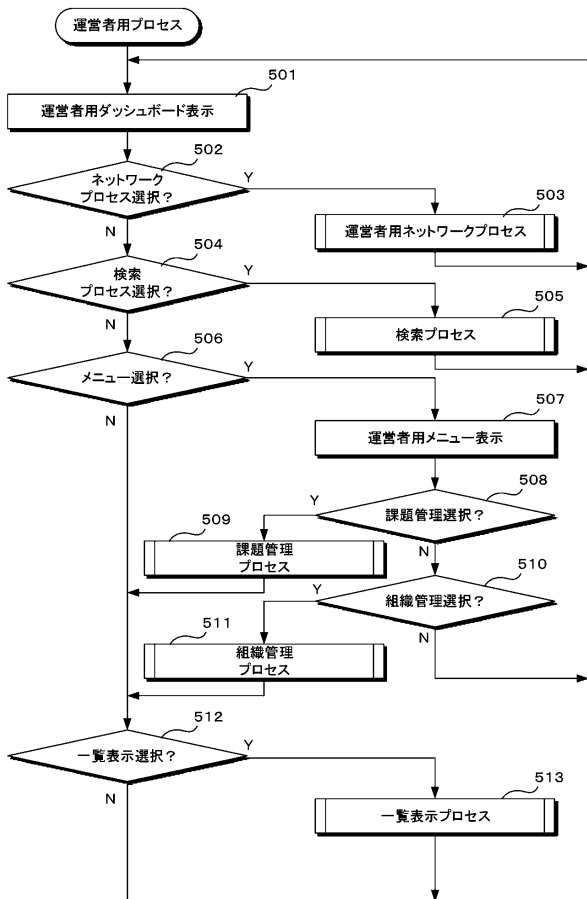 運営者用プロセス
501
運営者用ダッシュボード表示
502
ネットワーク
プロセス選択？
Y
N
503
運営者用ネットワークプロセス
504
検索
プロセス選択？
Y
N
505
検索プロセス
506
メニュー選択？
Y
N
507
運営者用メニュー表示
508
課題管理選択？
Y
N
509
課題管理
プロセス
510
組織管理選択？
Y
N
511
組織管理
プロセス
512
一覧表示選択？
Y
N
513
一覧表示プロセス